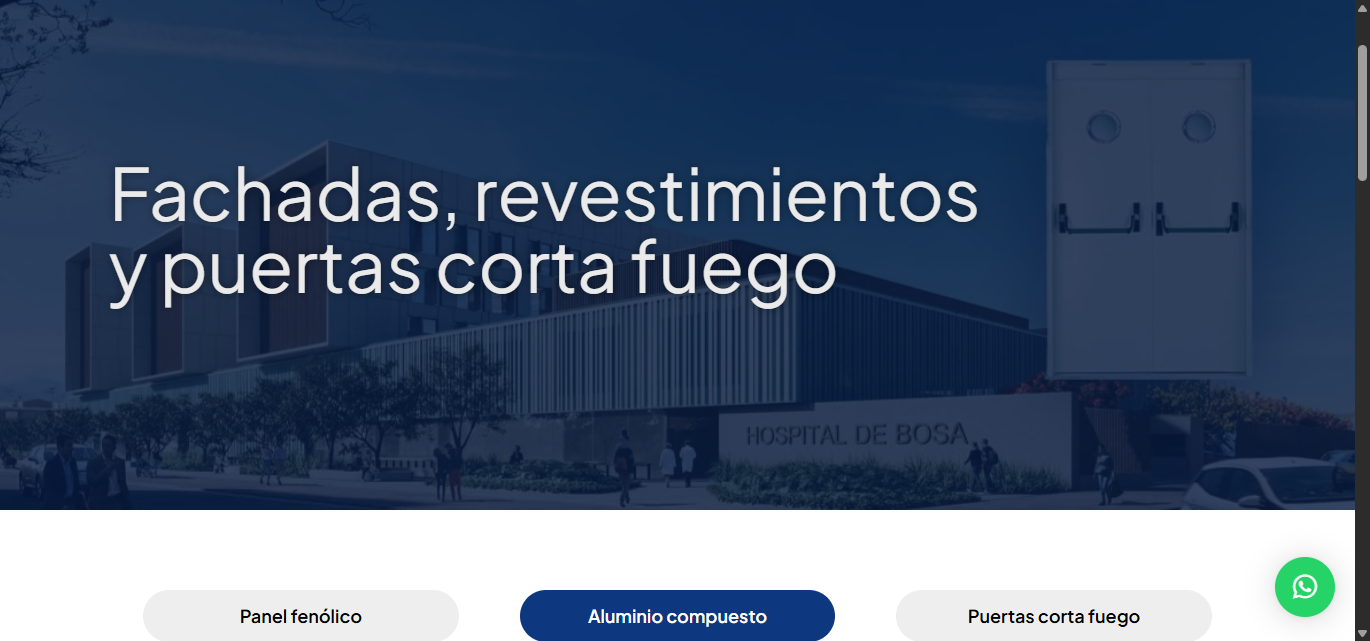 Fachadas, revestimientos
y puertas corta fuego
HOSPITAL DE BOSA
Panel fenólico
Aluminio compuesto
Puertas corta fuego